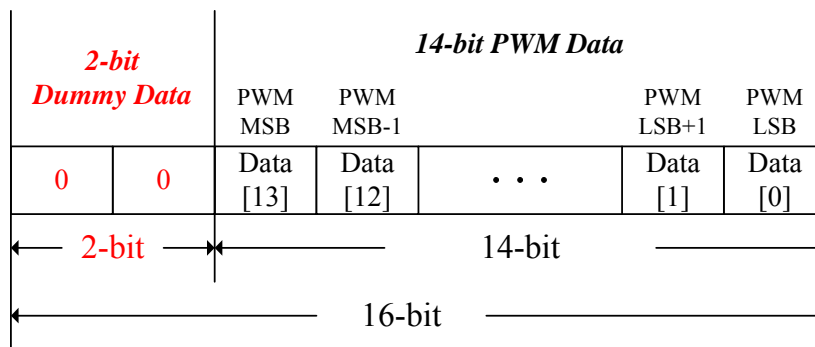 2-bit
Dummy Data
14-bit PWM Data
PWM MSB
PWM MSB-1
PWM LSB+1
PWM LSB
0 0 Data [13] Data [12] · · · Data [1] Data [0]
2-bit 14-bit
16-bit